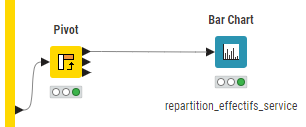 Pivot
Bar Chart
repartition_effectifs_service